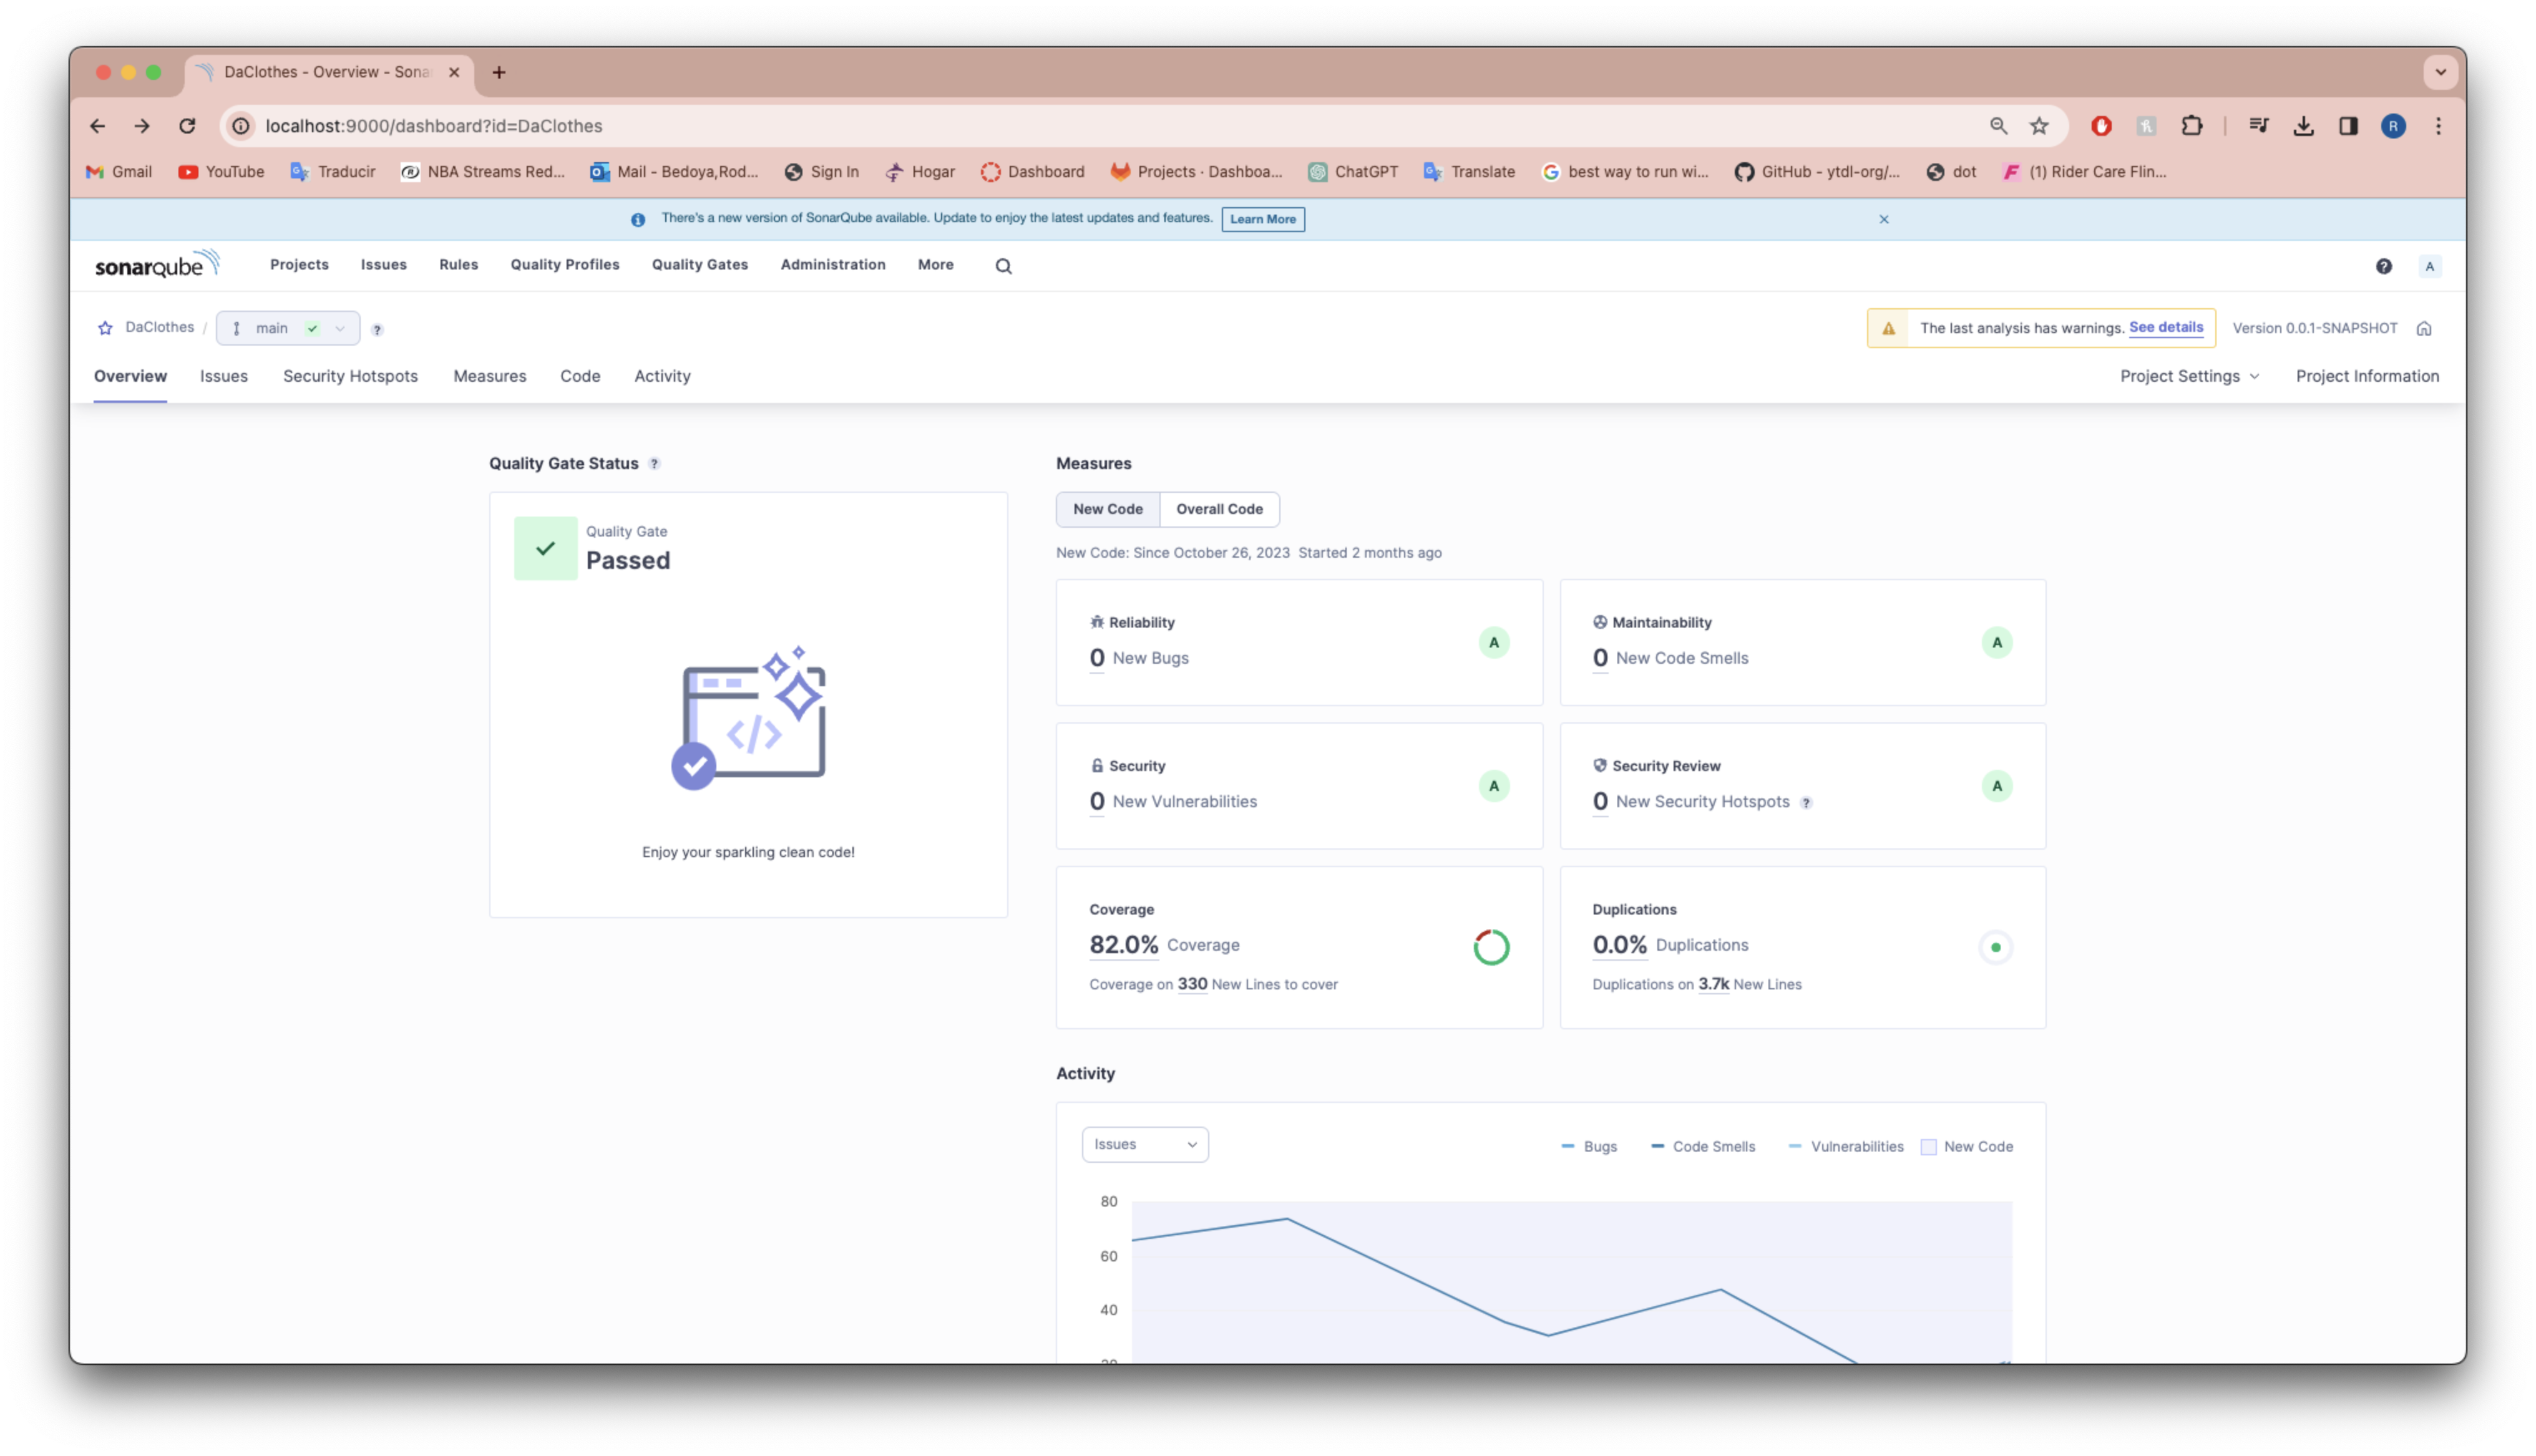 DaClothes - Overview - Sona
localhost:9000/dashboard?id=DaClothes
Gmail YouTube Traducir NBA Streams Red... Mail - Bedoya,Rod... Sign In Hogar Dashboard Projects · Dashboa... ChatGPT Translate best way to run wi... GitHub - ytdl-org/... dot (1) Rider Care Flin...
There's a new version of SonarQube available. Update to enjoy the latest updates and features. Learn More
sonarqube Projects Issues Rules Quality Profiles Quality Gates Administration More A
DaClothes / main ? The last analysis has warnings. See details Version 0.0.1-SNAPSHOT
Overview Issues Security Hotspots Measures Code Activity Project Settings Project Information
Quality Gate Status ?
Quality Gate
Passed
Enjoy your sparkling clean code!
Measures
New Code Overall Code
New Code: Since October 26, 2023 Started 2 months ago
Reliability
0 New Bugs A
Maintainability
0 New Code Smells A
Security
0 New Vulnerabilities A
Security Review
0 New Security Hotspots ? A
Coverage
82.0% Coverage
Coverage on 330 New Lines to cover
Duplications
0.0% Duplications
Duplications on 3.7k New Lines
Activity
Issues Bugs Code Smells Vulnerabilities New Code
80
60
40